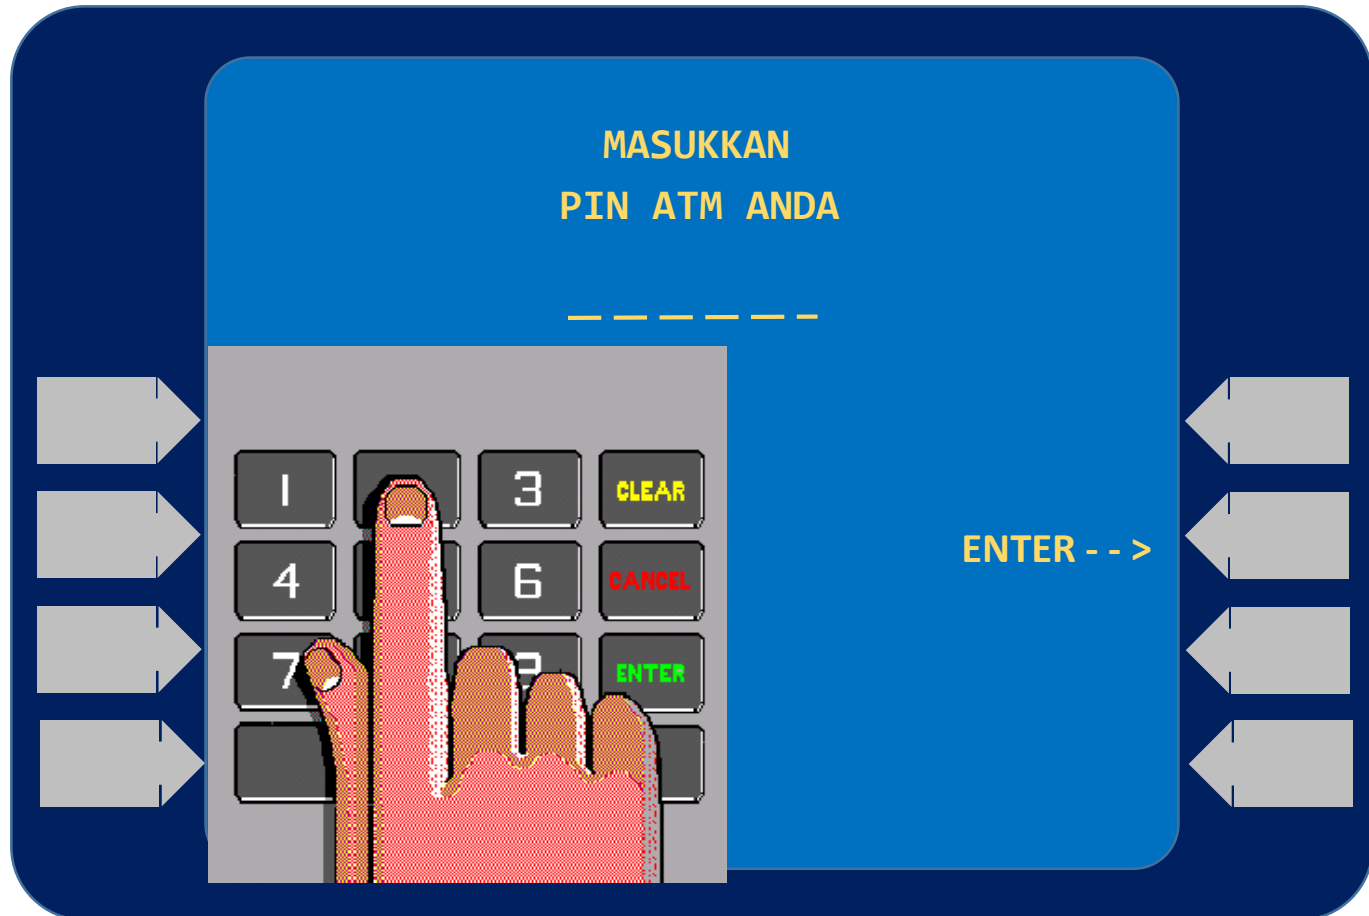 MASUKKAN
PIN ATM ANDA
_ _ _ _ _ _
1 3 CLEAR
4 6 CANCEL
ENTER-->
7 ENTER